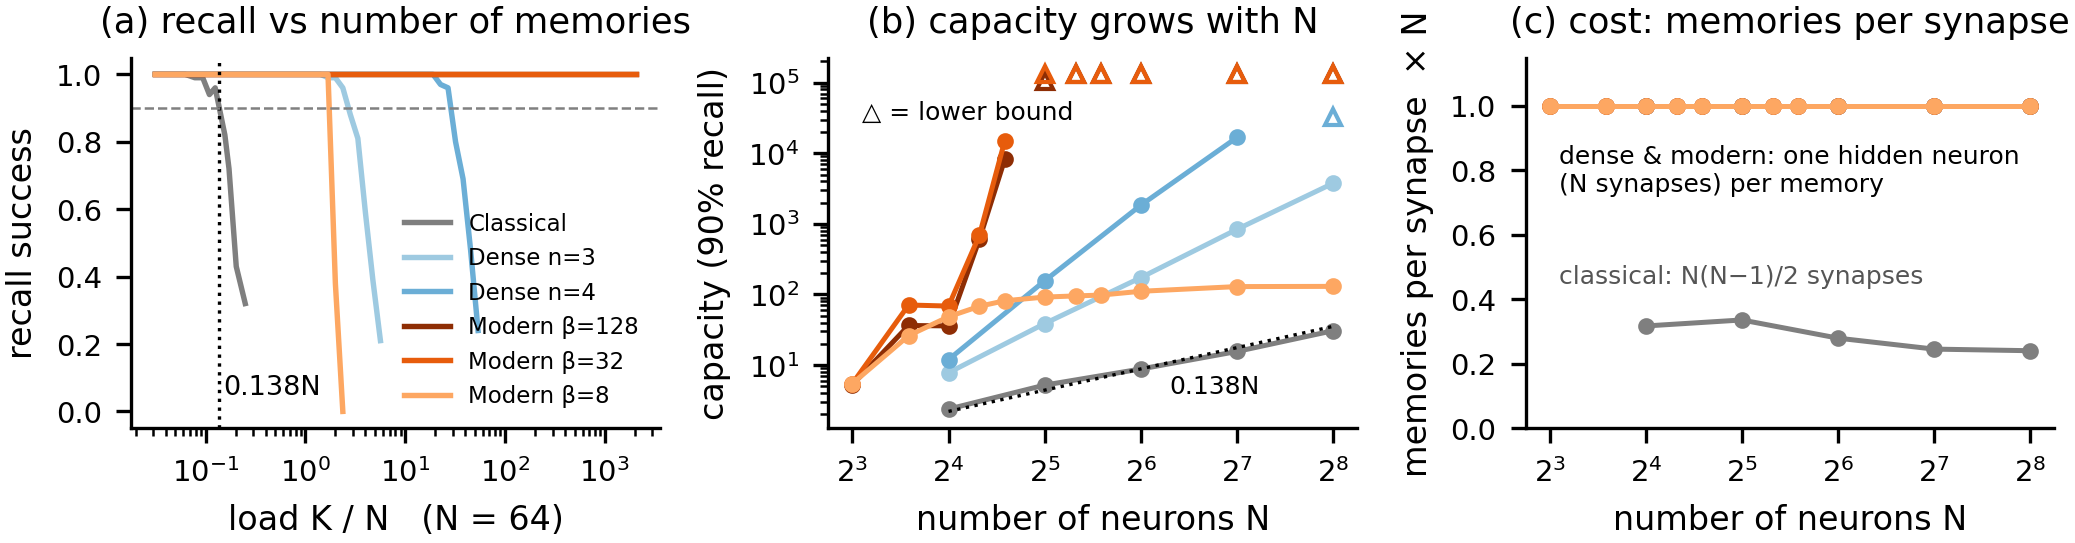 (a) recall vs number of memories
recall success
1.0
0.8
0.6
0.4
0.2
0.0
0.138N
Classical
Dense n=3
Dense n=4
Modern β=128
Modern β=32
Modern β=8
10⁻¹
10⁰
10¹
10²
10³
load K / N (N = 64)
(b) capacity grows with N
capacity (90% recall)
10⁵
10⁴
10³
10²
10¹
△ = lower bound
0.138N
2³
2⁴
2⁵
2⁶
2⁷
2⁸
number of neurons N
(c) cost: memories per synapse
memories per synapse × N
1.0
0.8
0.6
0.4
0.2
0.0
dense & modern: one hidden neuron
(N synapses) per memory
classical: N(N−1)/2 synapses
2³
2⁴
2⁵
2⁶
2⁷
2⁸
number of neurons N